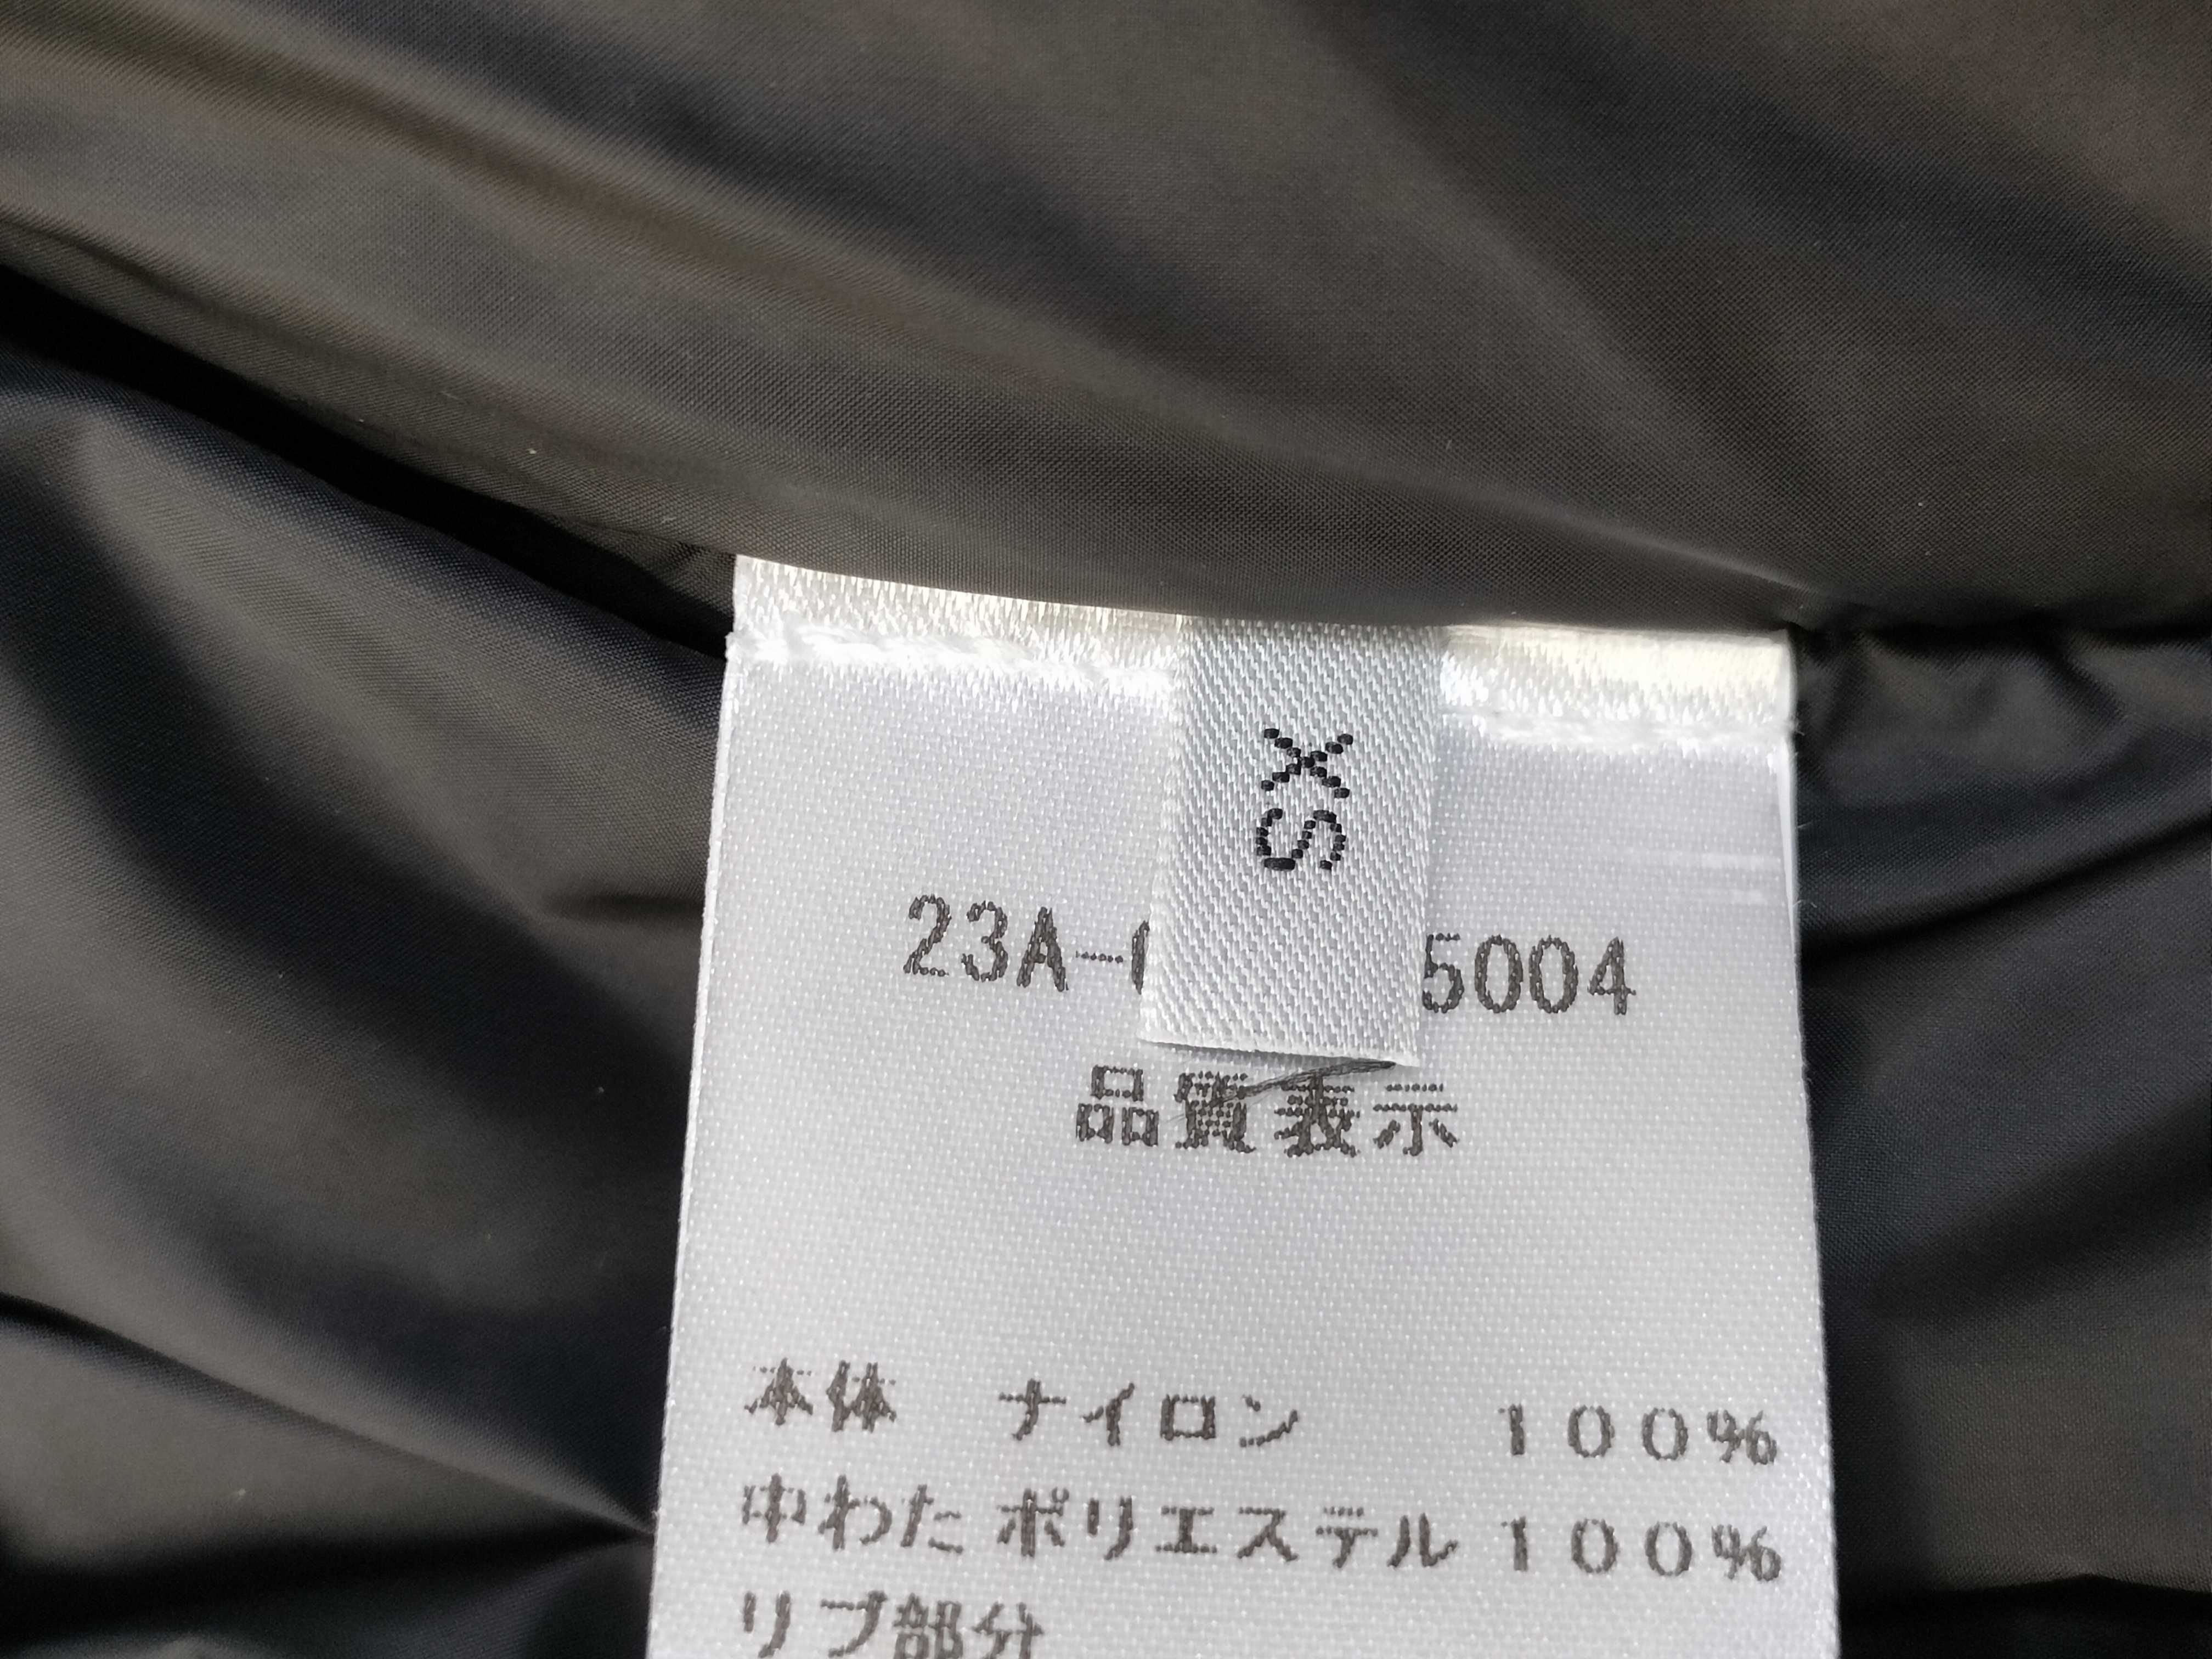 XS
23A- 5004
品質表示
本体 ナイロン 100%
中わた ポリエステル 100%
リブ部分